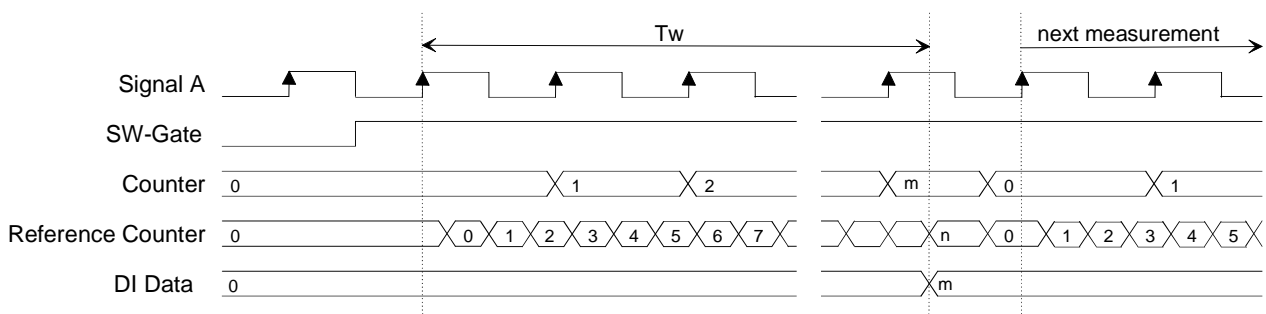 Tw next measurement
Signal A
SW-Gate
Counter 0 1 2 m 0 1
Reference Counter 0 0 1 2 3 4 5 6 7 n 0 1 2 3 4 5
DI Data 0 m